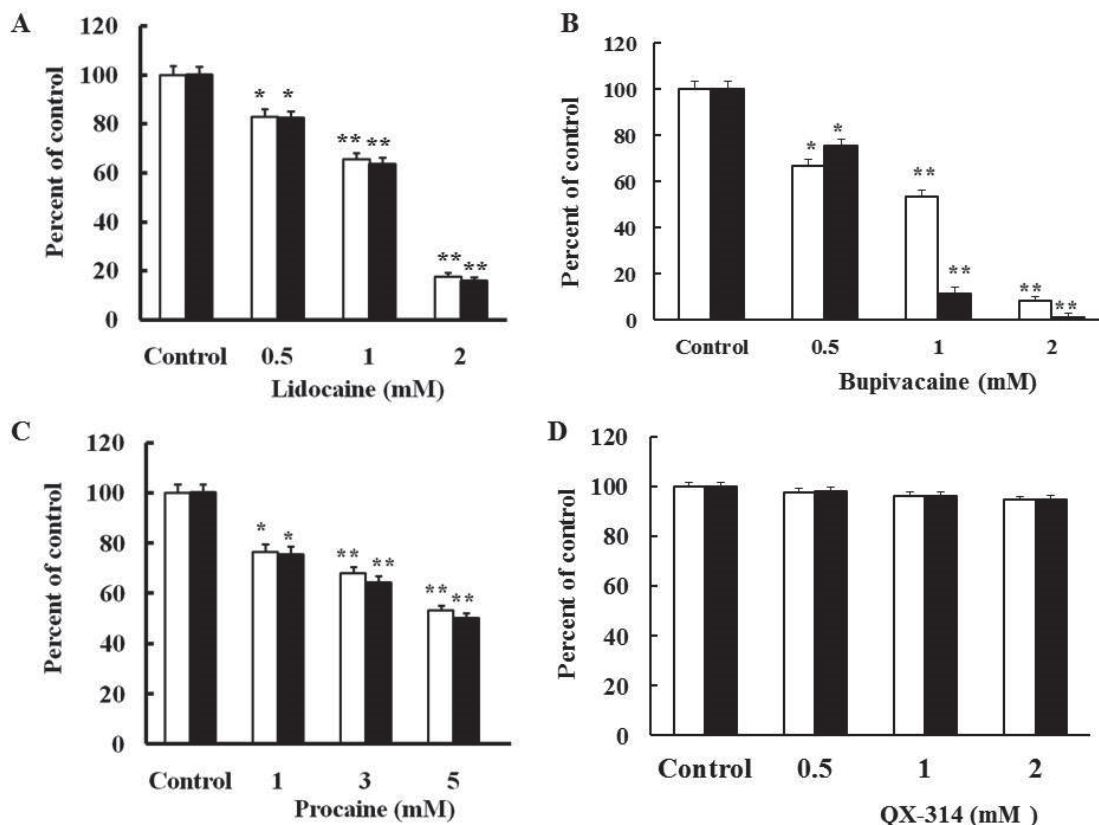 A
Percent of control
120
100
80
60
40
20
0
* *
** **
** **
Control 0.5 1 2
Lidocaine (mM)
B
Percent of control
120
100
80
60
40
20
0
* *
** **
** **
Control 0.5 1 2
Bupivacaine (mM)
C
Percent of control
120
100
80
60
40
20
0
* *
** **
** **
Control 1 3 5
Procaine (mM)
D
Percent of control
120
100
80
60
40
20
0
Control 0.5 1 2
QX-314 (mM )